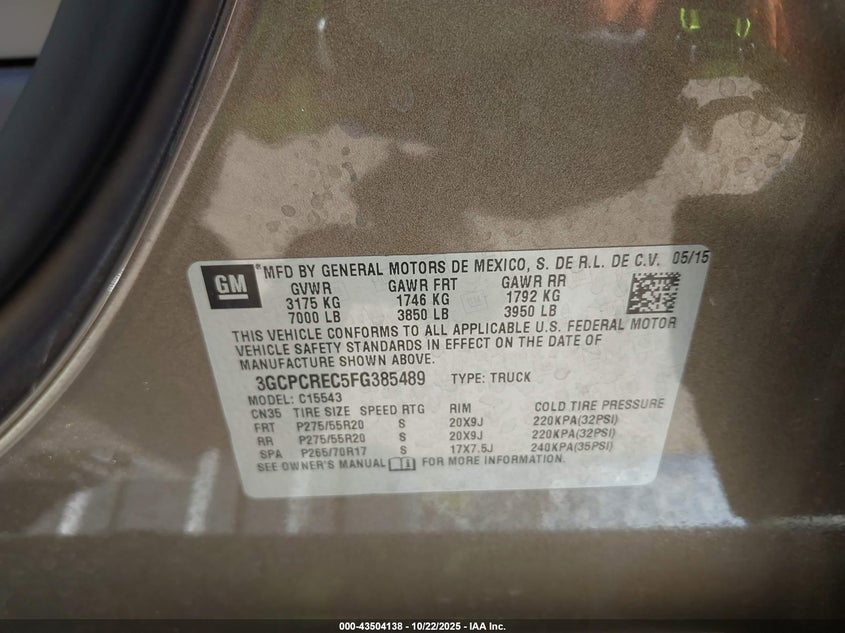 GM
*MFD BY GENERAL MOTORS DE MEXICO, S. DE R.L. DE C.V. 05/15
GVWR GAWR FRT GAWR RR
3175 KG 1746 KG 1792 KG
7000 LB 3850 LB 3950 LB
THIS VEHICLE CONFORMS TO ALL APPLICABLE U.S. FEDERAL MOTOR
VEHICLE SAFETY STANDARDS IN EFFECT ON THE DATE OF
MANUFACTURE SHOWN ABOVE.
3GCPCREC5FG385489 TYPE: TRUCK
MODEL: C15543
CN35 TIRE SIZE SPEED RTG RIM COLD TIRE PRESSURE
FRT P275/55R20 S 20X9J 220KPA(32PSI)
RR P275/55R20 S 20X9J 220KPA(32PSI)
SPA P265/70R17 S 17X7.5J 240KPA(35PSI)
SEE OWNER'S MANUAL FOR MORE INFORMATION.
000-43504138 - 10/22/2025 - IAA Inc.